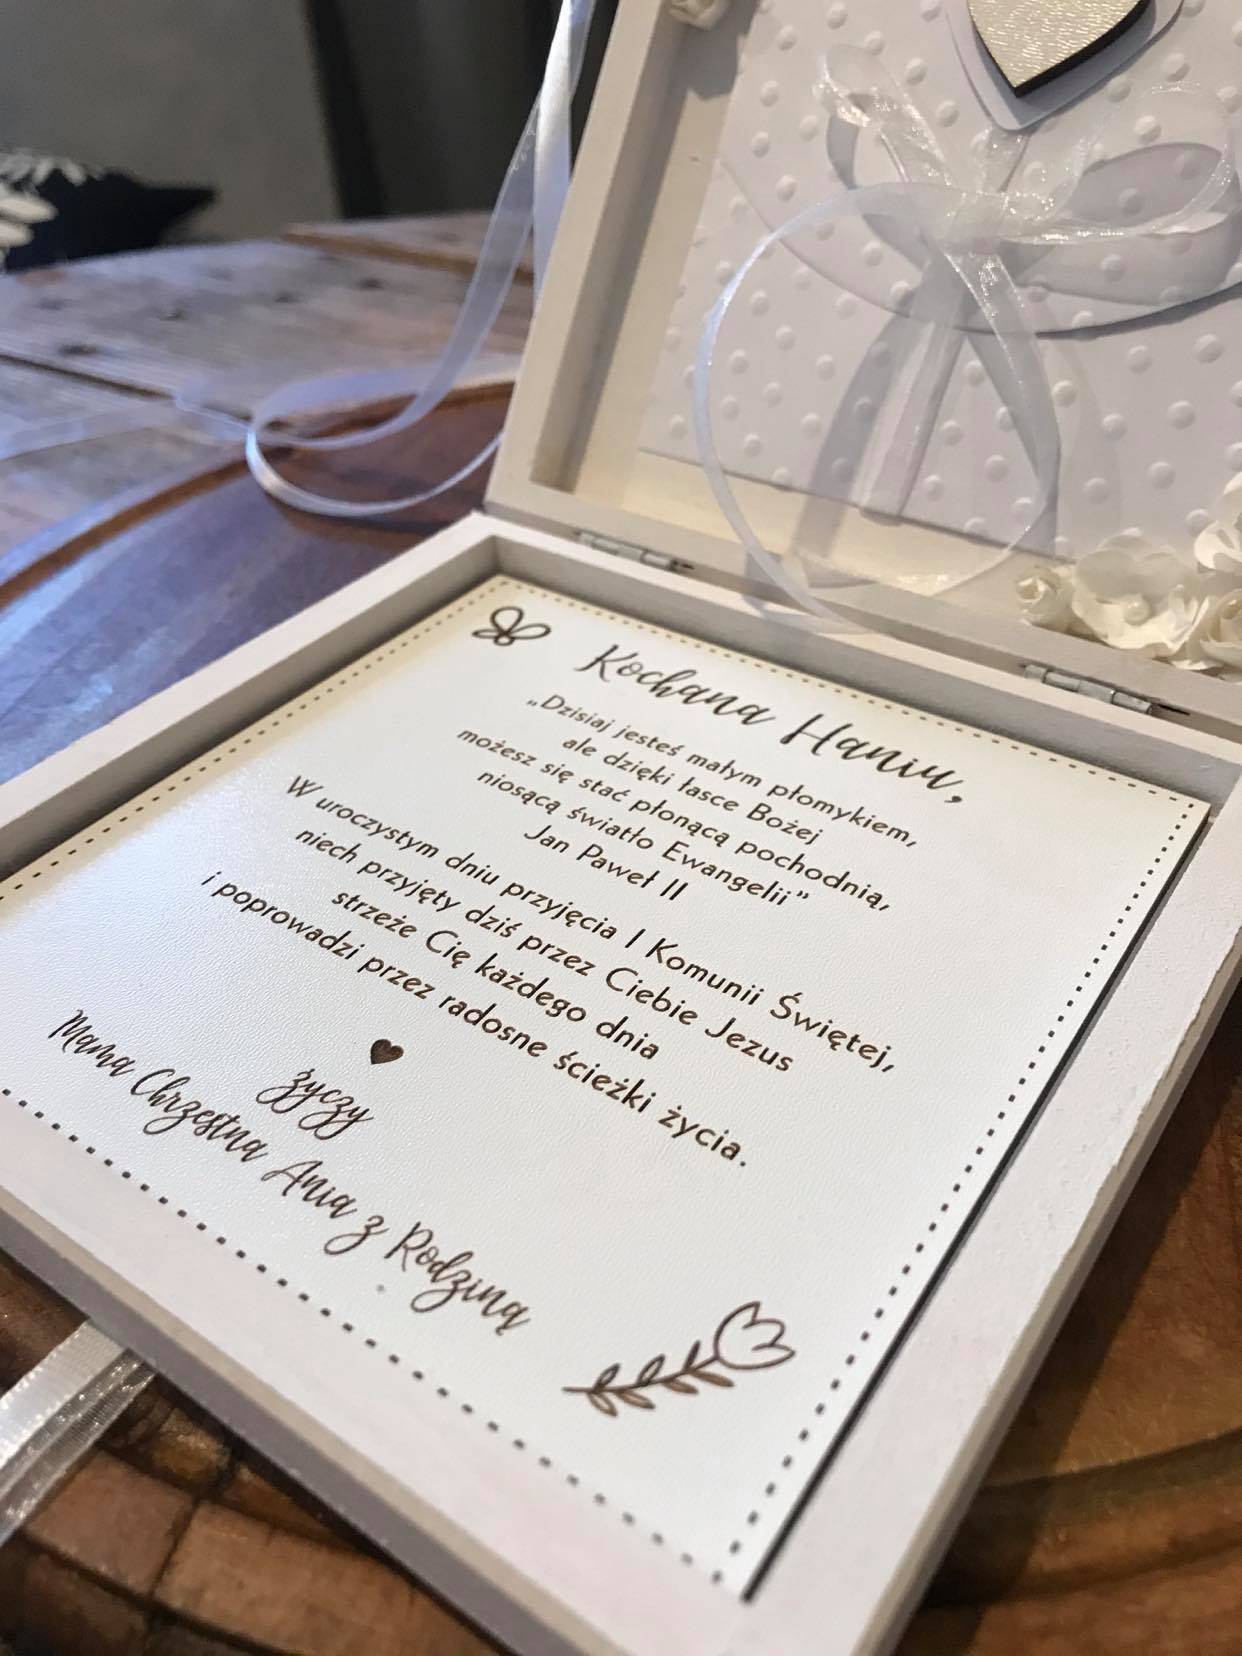 Kochana Haniu,
„Dzisiaj jesteś małym płomykiem,
ale dzięki łasce Bożej
możesz się stać płonącą pochodnią,
niosącą światło Ewangelii”
Jan Paweł II
W uroczystym dniu przyjęcia I Komunii Świętej,
niech przyjęty dziś przez Ciebie Jezus
strzeże Cię każdego dnia
i poprowadzi przez radosne ścieżki życia.
życzy
Mama Chrzestna Ania z Rodziną